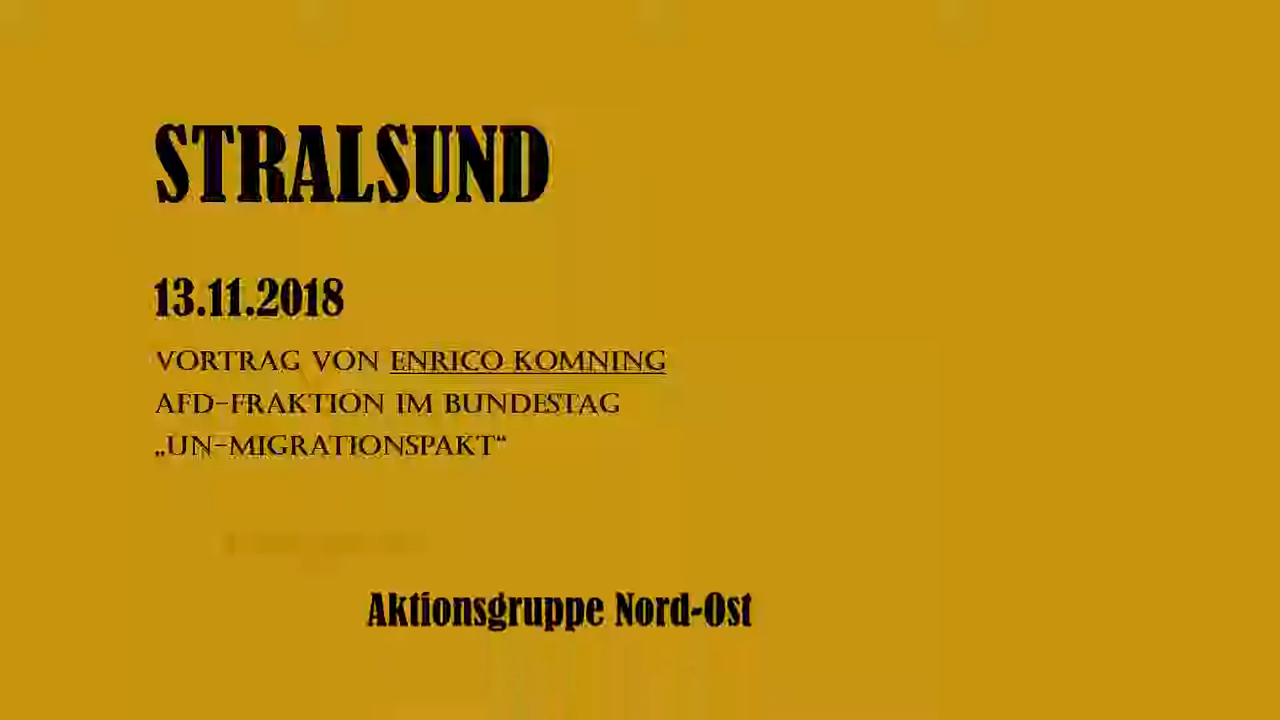 STRALSUND
13.11.2018
VORTRAG VON ENRICO KOMNING
AFD-FRAKTION IM BUNDESTAG
„UN-MIGRATIONSPAKT“
Aktionsgruppe Nord-Ost